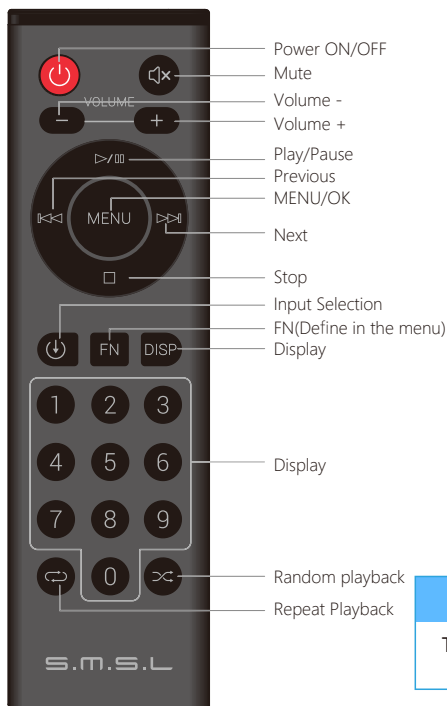 Power ON/OFF
Mute
VOLUME
Volume -
Volume +
Play/Pause
Previous
MENU
MENU/OK
Next
Stop
Input Selection
FN(Define in the menu)
FN
DISP
Display
1 2 3
4 5 6
Display
7 8 9
0
Random playback
Repeat Playback
T
S.M.S.L